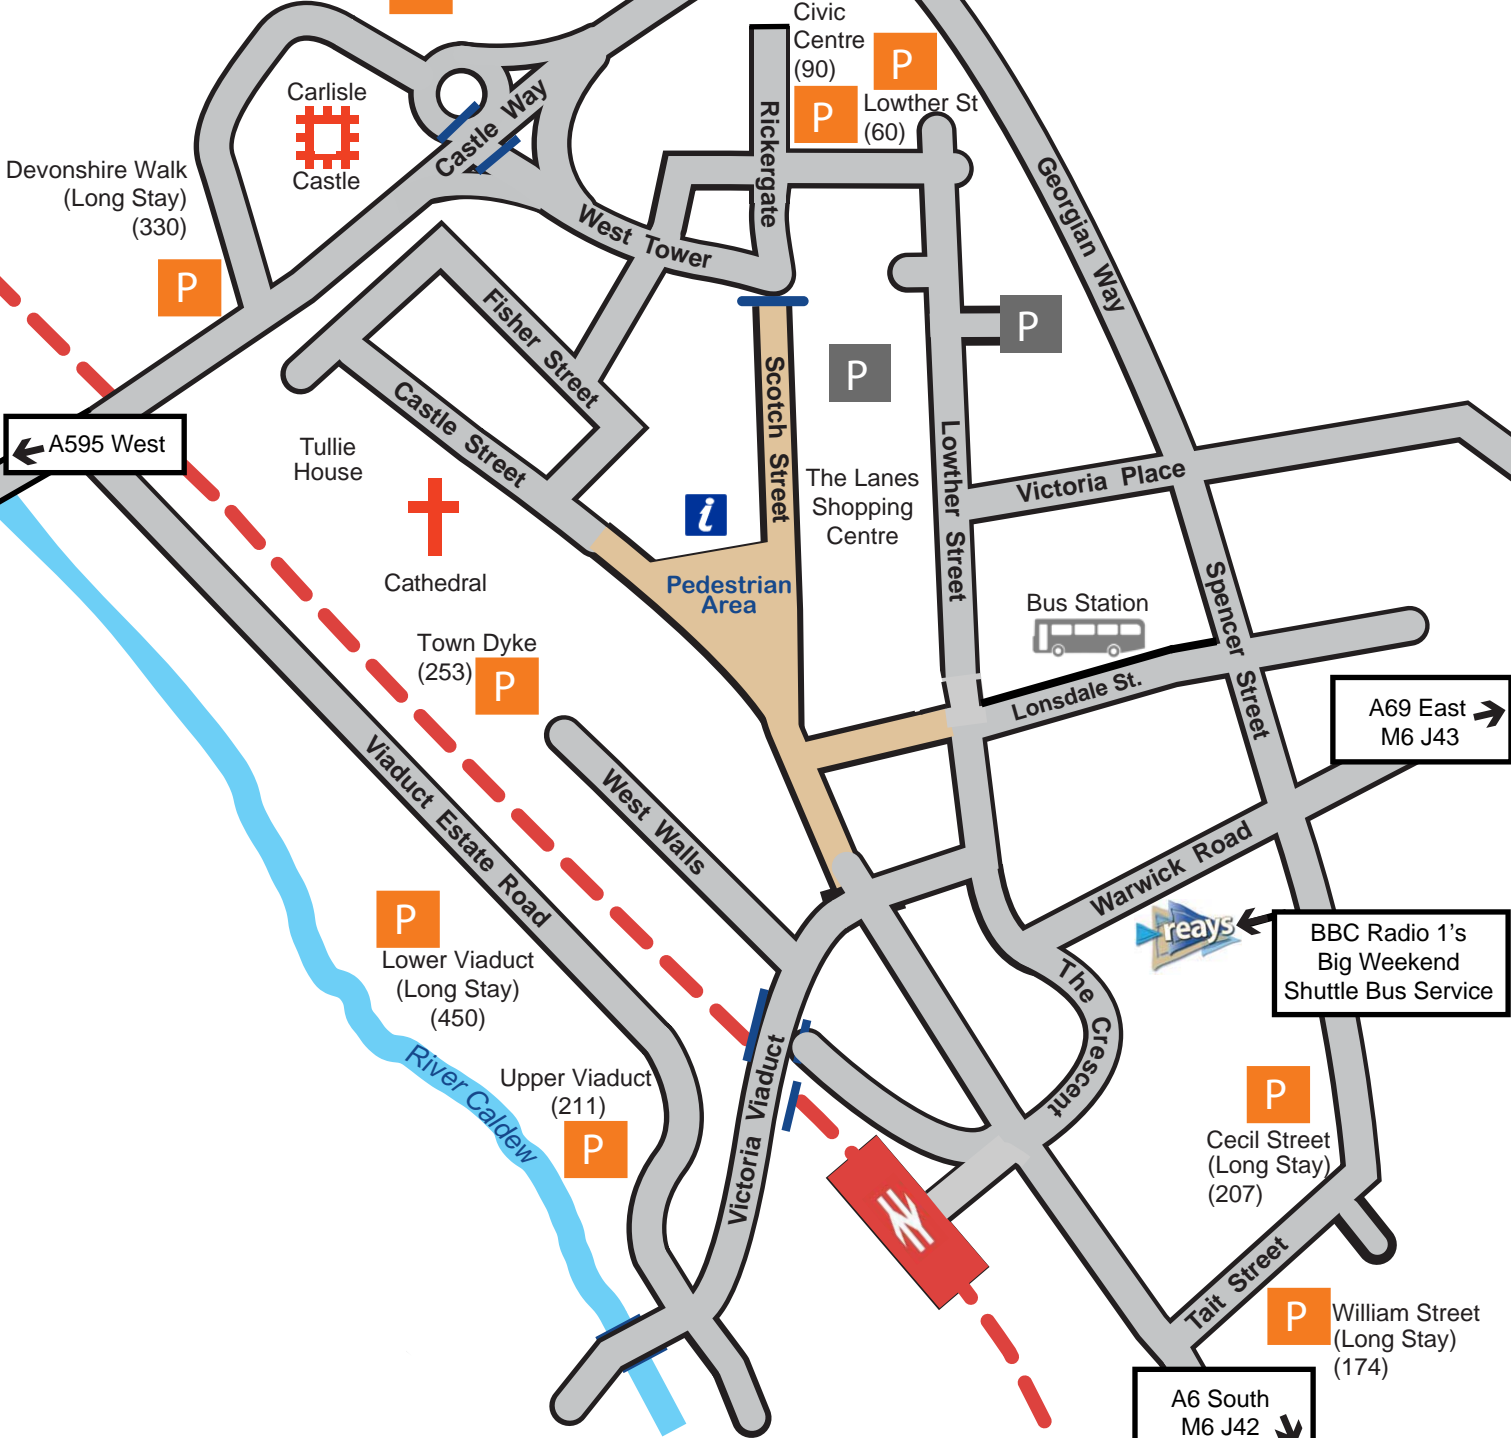 Civic
Centre
(90)
P
P
Lowther St
(60)
Carlisle
Castle
Castle Way
Rickergate
Georgian Way
Devonshire Walk
(Long Stay)
(330)
P
West Tower
Fisher Street
P
P
Scotch Street
Castle Street
Lowther Street
A595 West
Tullie
House
Victoria Place
The Lanes
Shopping
Centre
i
Cathedral
Pedestrian
Area
Bus Station
Spencer Street
Town Dyke
(253)
P
Lonsdale St.
A69 East
M6 J43
Viaduct Estate Road
West Walls
Warwick Road
P
Lower Viaduct
(Long Stay)
(450)
reays
BBC Radio 1’s
Big Weekend
Shuttle Bus Service
The Crescent
River Caldew
Upper Viaduct
(211)
P
Victoria Viaduct
P
Cecil Street
(Long Stay)
(207)
Tait Street
P
William Street
(Long Stay)
(174)
A6 South
M6 J42